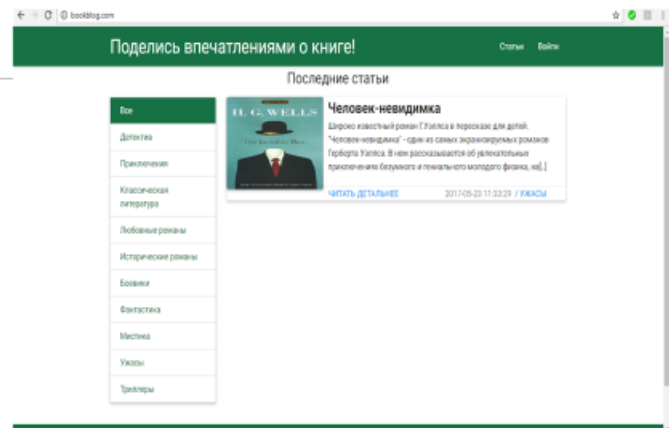 bookblog.com
Поделись впечатлениями о книге!
Статьи Войти
Последние статьи
Все
Детектив
Приключения
Классическая
литература
Любовные романы
Исторические романы
Боевики
Фантастика
Мистика
Ужасы
Триллеры
H. G. WELLS
The Invisible Man
Человек-невидимка
Широко известный роман Г.Уэллса в пересказе для детей.
"Человек-невидимка" - один из самых экранизируемых романов
Герберта Уэллса. В нем рассказывается об увлекательных
приключениях безумного и гениального молодого физика, на[..]
ЧИТАТЬ ДЕТАЛЬНЕЕ 2017-05-23 11:33:29 / УЖАСЫ